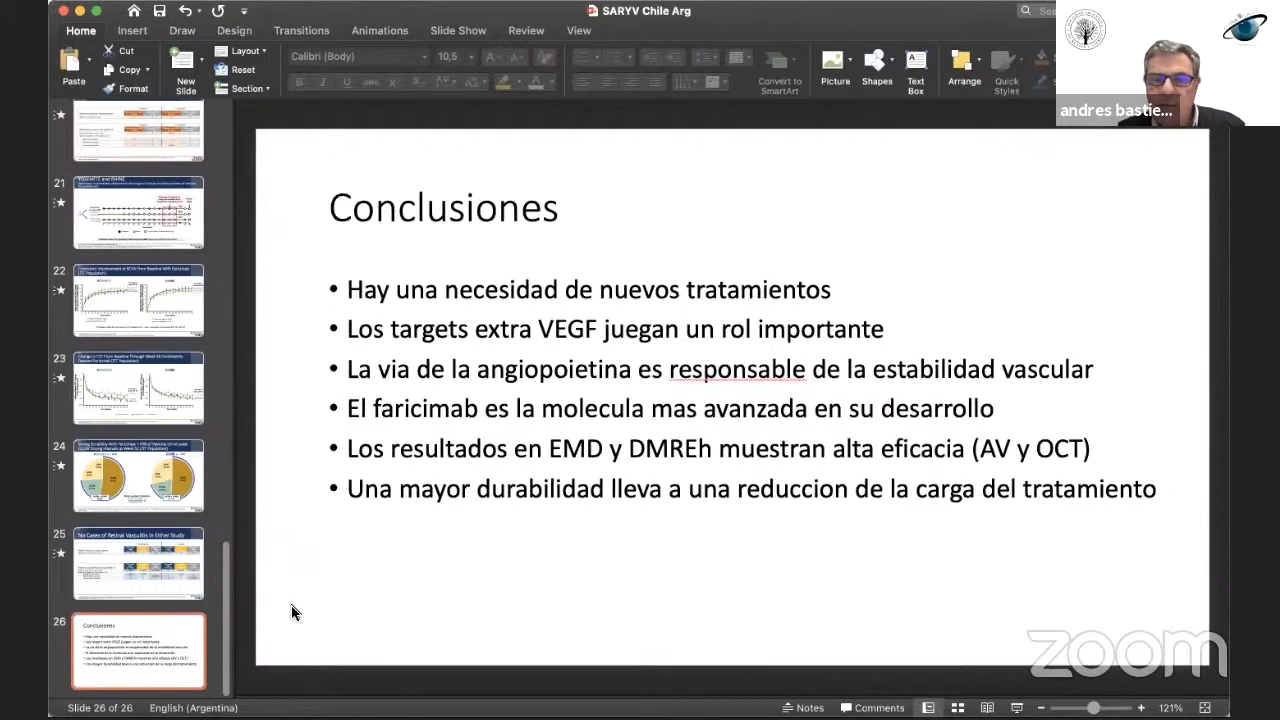 SARYV Chile Arg
Home Insert Draw Design Transitions Animations Slide Show Review View
Paste
Cut
Copy
Format
New Slide
Layout
Reset
Section
Calibri (Body) 10,5
Convert to SmartArt
Picture
Shapes
Text Box
Arrange
Quick Styles
andres bastie...
21
22
23
24
25
No Cases of Retinal Vasculitis in Either Study
26
Conclusiones
• Hay una necesidad de nuevos tratamientos
• Los targets extra VEGF juegan un rol importante
• La via de la angiopoietina es responsable de la estabilidad vascular
• El faricimab es la molecula mas avanzada en su desarrollo
• Los resultados en EMD y DMREh muestran alta eficacia (AV y OCT)
• Una mayor durabilidad lleva a una reduccion de la carga del tratamiento
zoom
Slide 26 of 26 English (Argentina) Notes Comments 121%